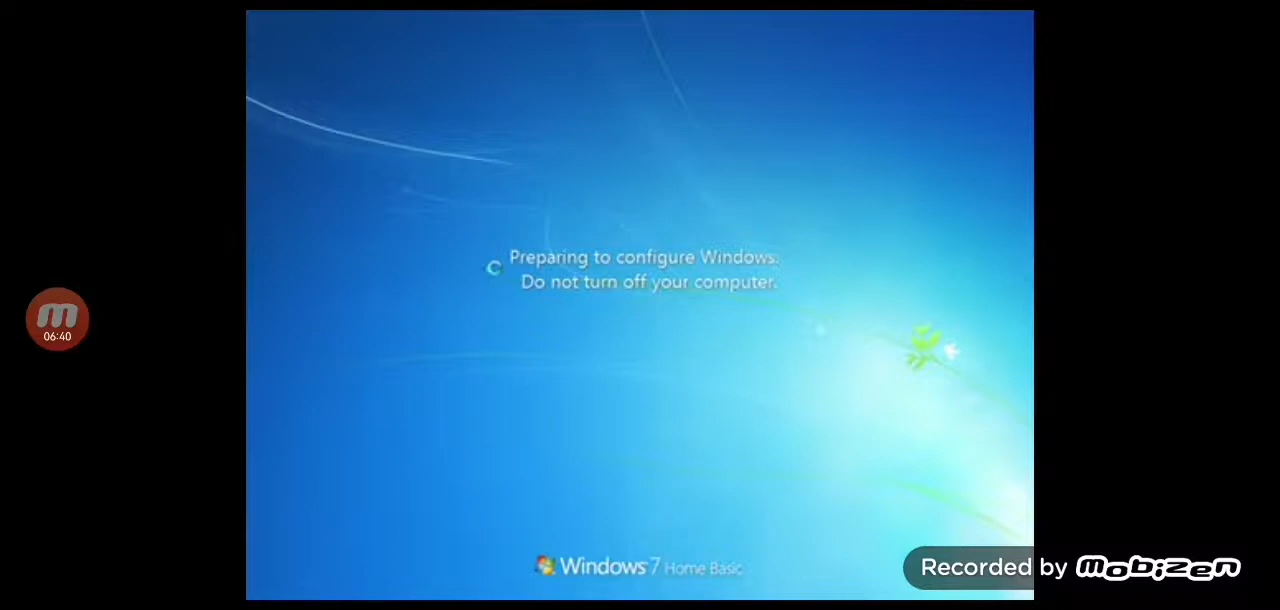 Preparing to configure Windows.
Do not turn off your computer.
06:40
Windows 7 Home Basic
Recorded by mobizen